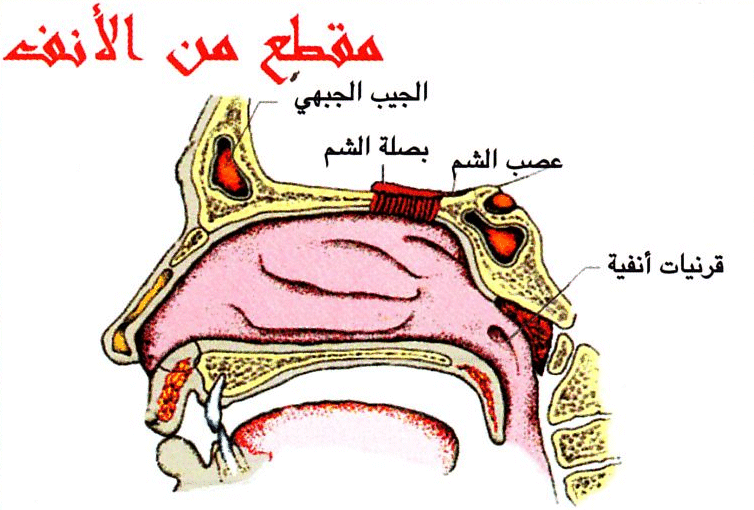 مقطع من الأنف
الجيب الجبهي
بصلة الشم
عصب الشم
قرنيات أنفية